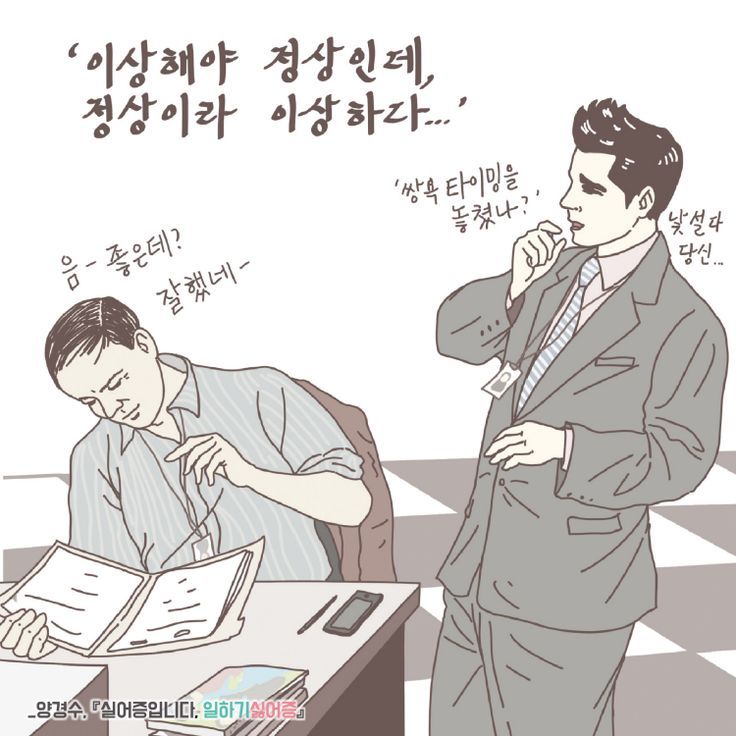 '이상해야 정상인데,
정상이라 이상하다...'
'쌍욕 타이밍을
놓쳤나?'
낯설다
당신...
음- 좋은데?
잘했네-
_양경수, 『실어증입니다, 일하기싫어증』